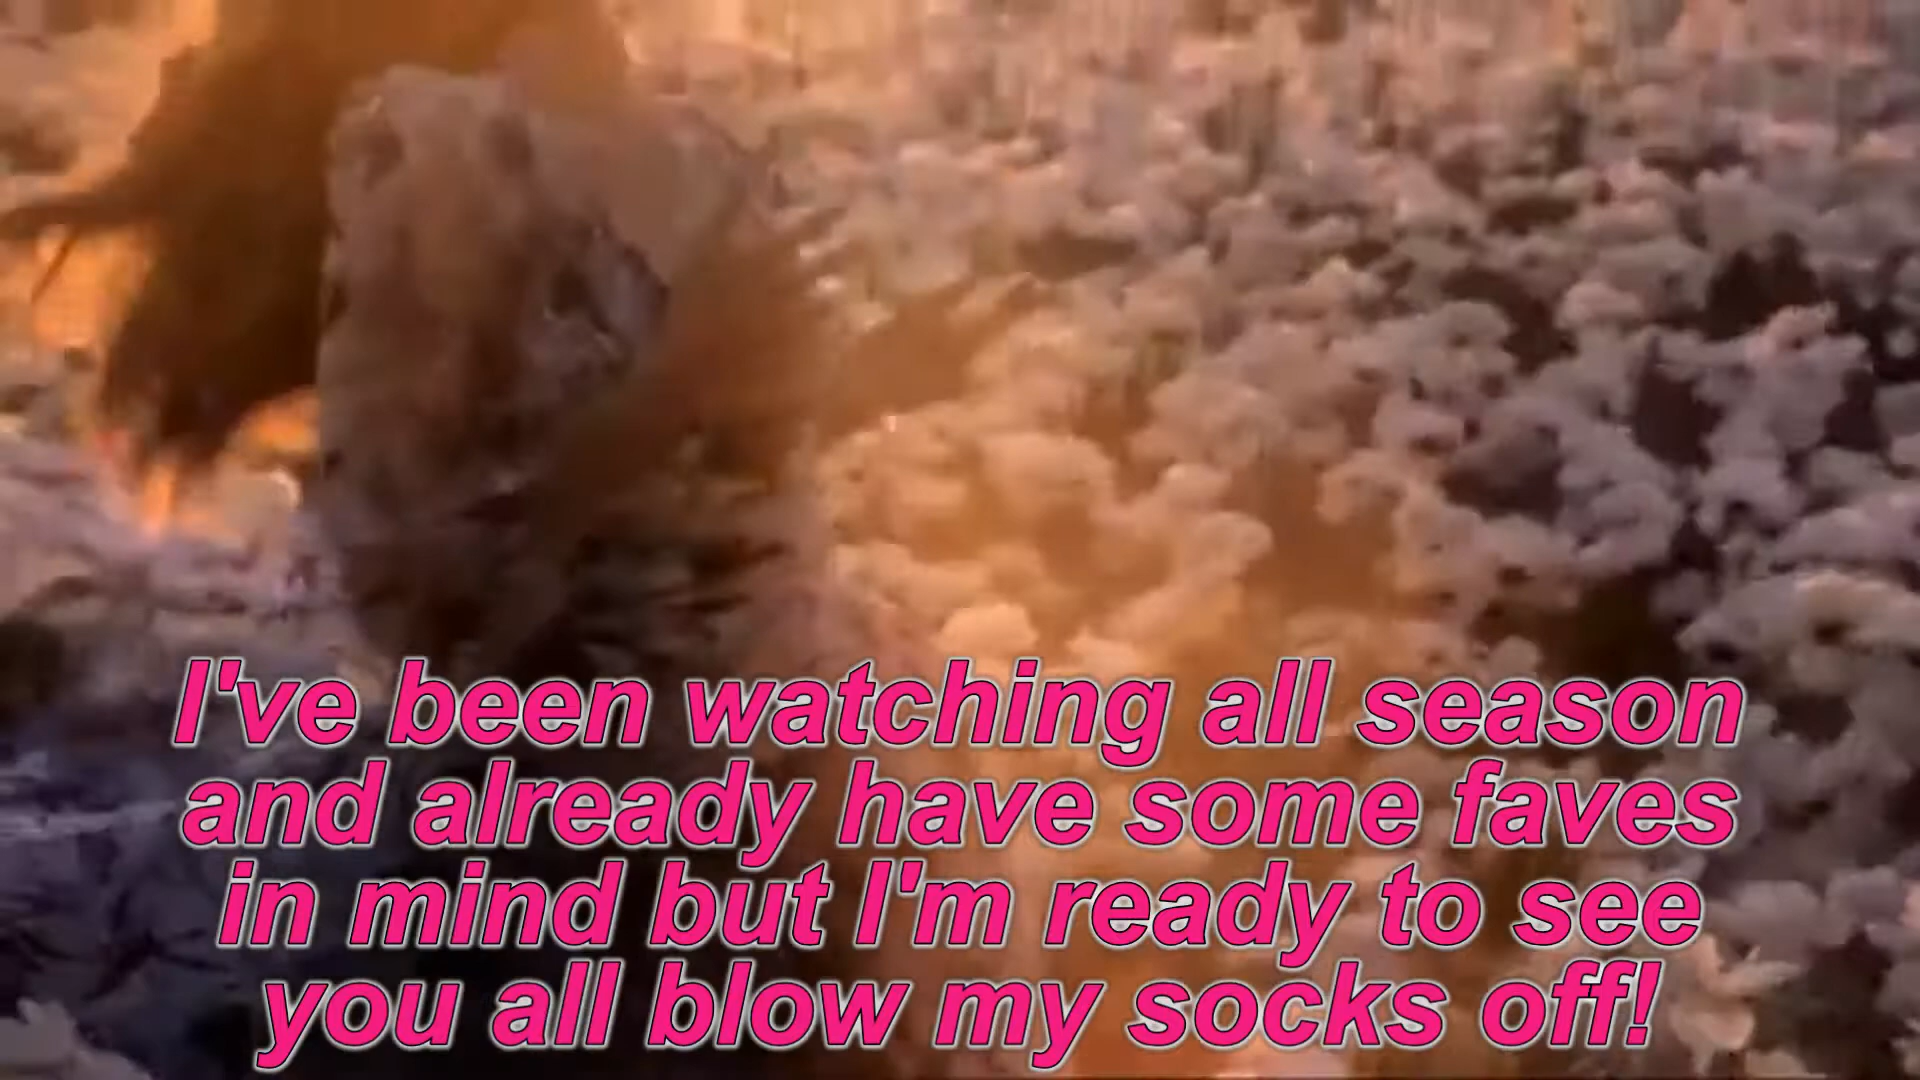 I've been watching all season
and already have some faves
in mind but I'm ready to see
you all blow my socks off!